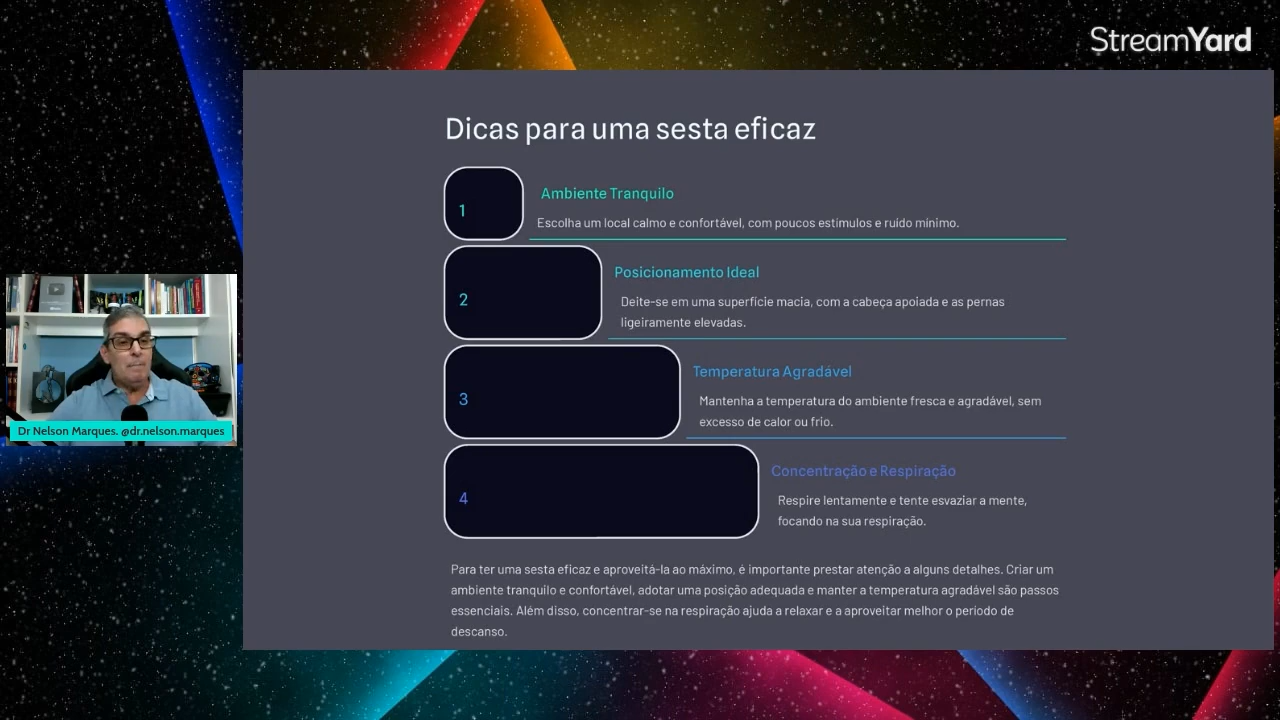 StreamYard
Dicas para uma sesta eficaz
1
Ambiente Tranquilo
Escolha um local calmo e confortável, com poucos estímulos e ruído mínimo.
2
Posicionamento Ideal
Deite-se em uma superfície macia, com a cabeça apoiada e as pernas
ligeiramente elevadas.
3
Temperatura Agradável
Mantenha a temperatura do ambiente fresca e agradável, sem
excesso de calor ou frio.
4
Concentração e Respiração
Respire lentamente e tente esvaziar a mente,
focando na sua respiração.
Para ter uma sesta eficaz e aproveitá-la ao máximo, é importante prestar atenção a alguns detalhes. Criar um
ambiente tranquilo e confortável, adotar uma posição adequada e manter a temperatura agradável são passos
essenciais. Além disso, concentrar-se na respiração ajuda a relaxar e a aproveitar melhor o período de
descanso.
Dr Nelson Marques. @dr.nelson.marques